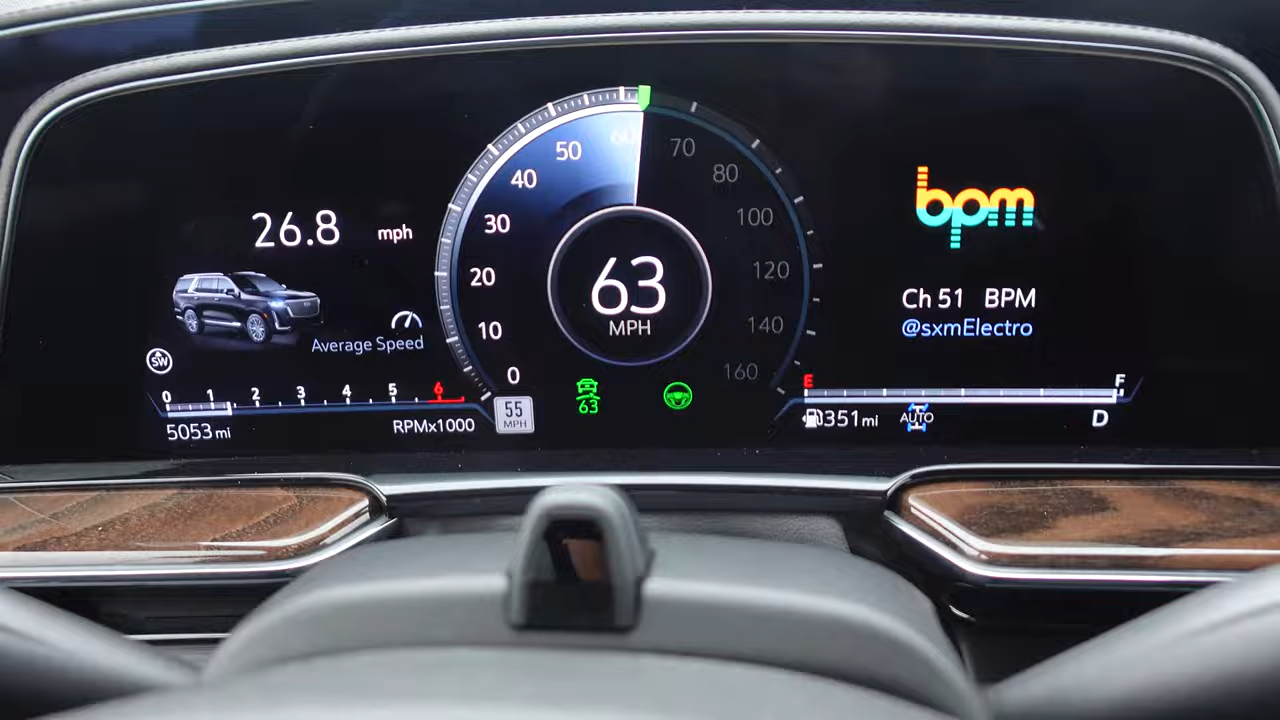 26.8 mph
Average Speed
SW
0 1 2 3 4 5 6
5053 mi
RPMx1000
0
10
20
30
40
50
60
70
80
100
120
140
160
63
MPH
55
MPH
63
bpm
Ch 51 BPM
@sxmElectro
E F
351 mi
AUTO
D